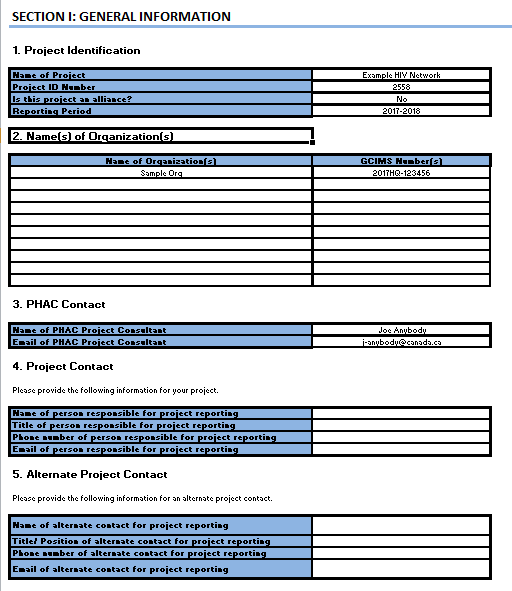 SECTION I: GENERAL INFORMATION
1. Project Identification
Name of Project Example HIV Network
Project ID Number 2558
Is this project an alliance? No
Reporting Period 2017-2018
2. Name(s) of Organization(s)
Name of Organization(s) GCIMS Number(s)
Sample Org 2017HQ-123456
3. PHAC Contact
Name of PHAC Project Consultant Joe Anybody
Email of PHAC Project Consultant j-anybody@canada.ca
4. Project Contact
Please provide the following information for your project.
Name of person responsible for project reporting
Title of person responsible for project reporting
Phone number of person responsible for project reporting
Email of person responsible for project reporting
5. Alternate Project Contact
Please provide the following information for an alternate project contact.
Name of alternate contact for project reporting
Title/ Position of alternate contact for project reporting
Phone number of alternate contact for project reporting
Email of alternate contact for project reporting